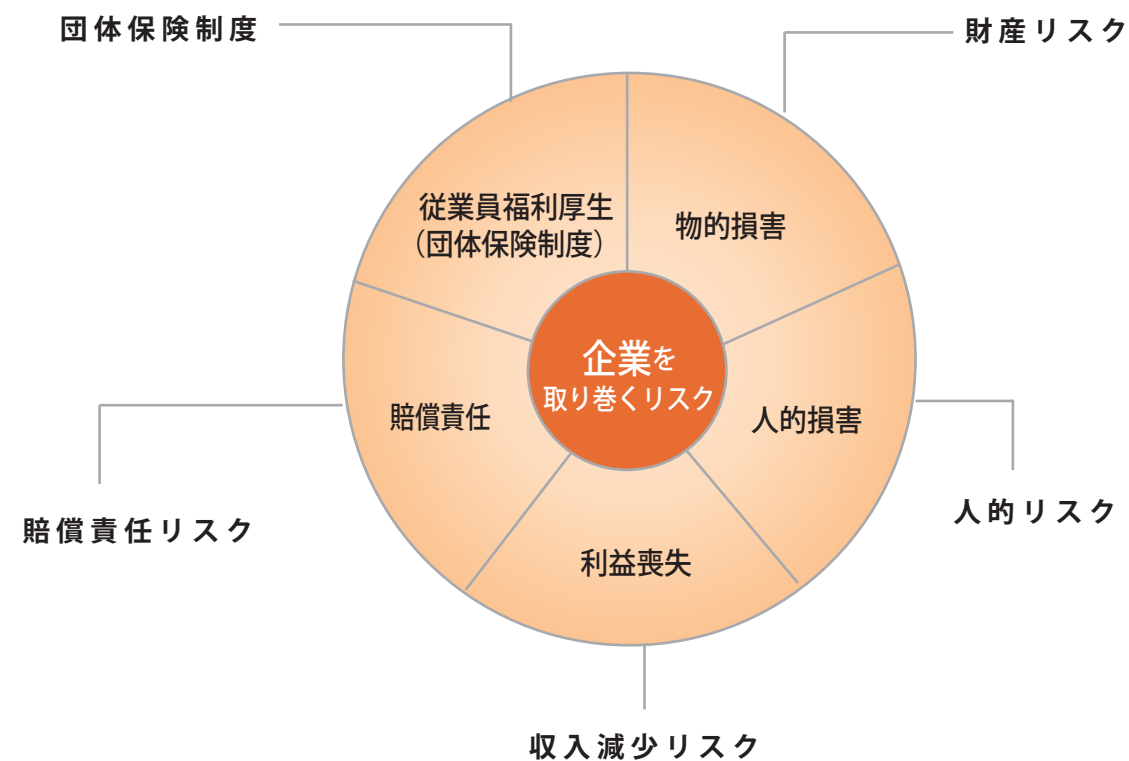 団体保険制度
財産リスク
従業員福利厚生
（団体保険制度）
物的損害
企業を
取り巻くリスク
賠償責任
人的損害
賠償責任リスク
人的リスク
利益喪失
収入減少リスク